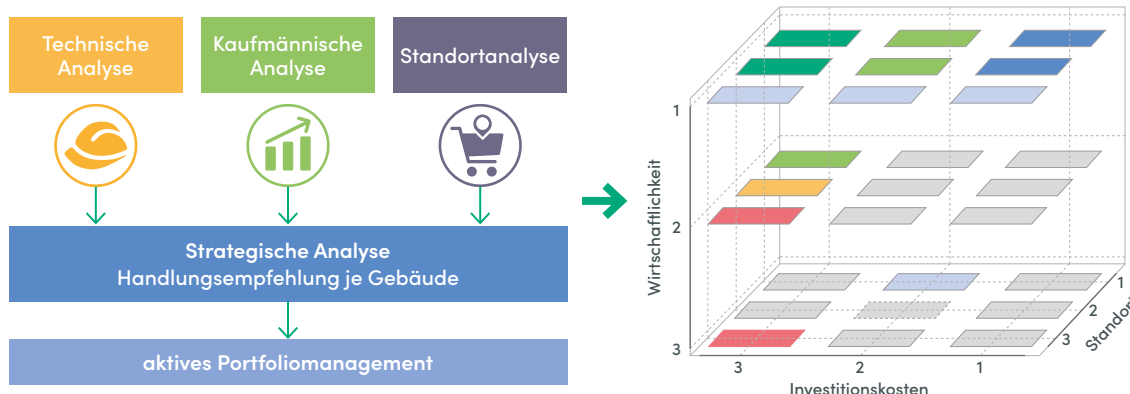 Technische
Analyse
Kaufmännische
Analyse
Standortanalyse
Strategische Analyse
Handlungsempfehlung je Gebäude
aktives Portfoliomanagement
Wirtschaftlichkeit
1
2
3
3
2
1
Investitionskosten
1
2
3
Standort